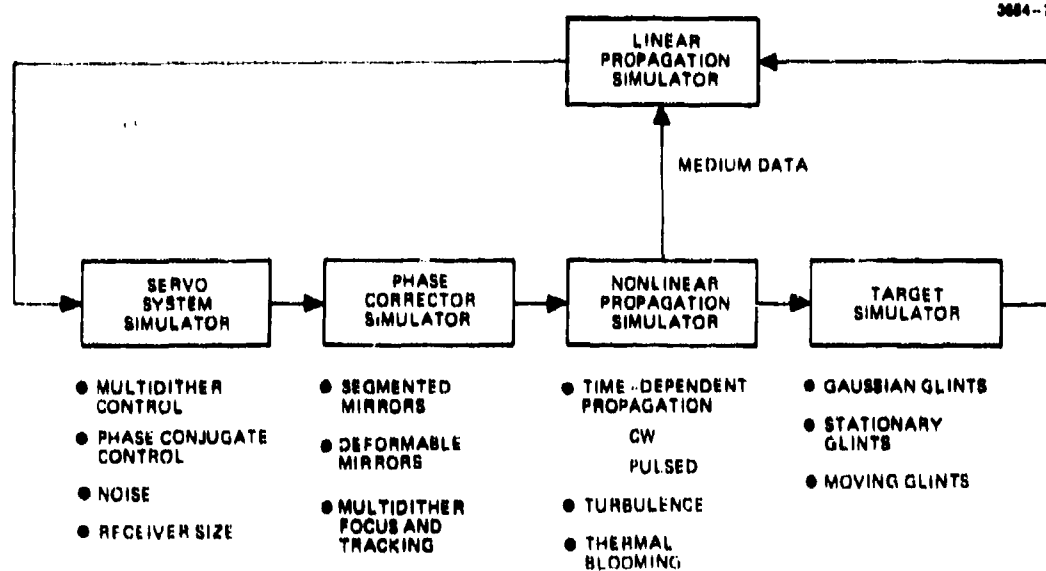 LINEAR
PROPAGATION
SIMULATOR
MEDIUM DATA
SERVO
SYSTEM
SIMULATOR
PHASE
CORRECTOR
SIMULATOR
NONLINEAR
PROPAGATION
SIMULATOR
TARGET
SIMULATOR
● MULTIDITHER
CONTROL
● PHASE CONJUGATE
CONTROL
● NOISE
● RECEIVER SIZE
● SEGMENTED
MIRRORS
● DEFORMABLE
MIRRORS
● MULTIDITHER
FOCUS AND
TRACKING
● TIME-DEPENDENT
PROPAGATION
CW
PULSED
● TURBULENCE
● THERMAL
BLOOMING
● GAUSSIAN GLINTS
● STATIONARY
GLINTS
● MOVING GLINTS